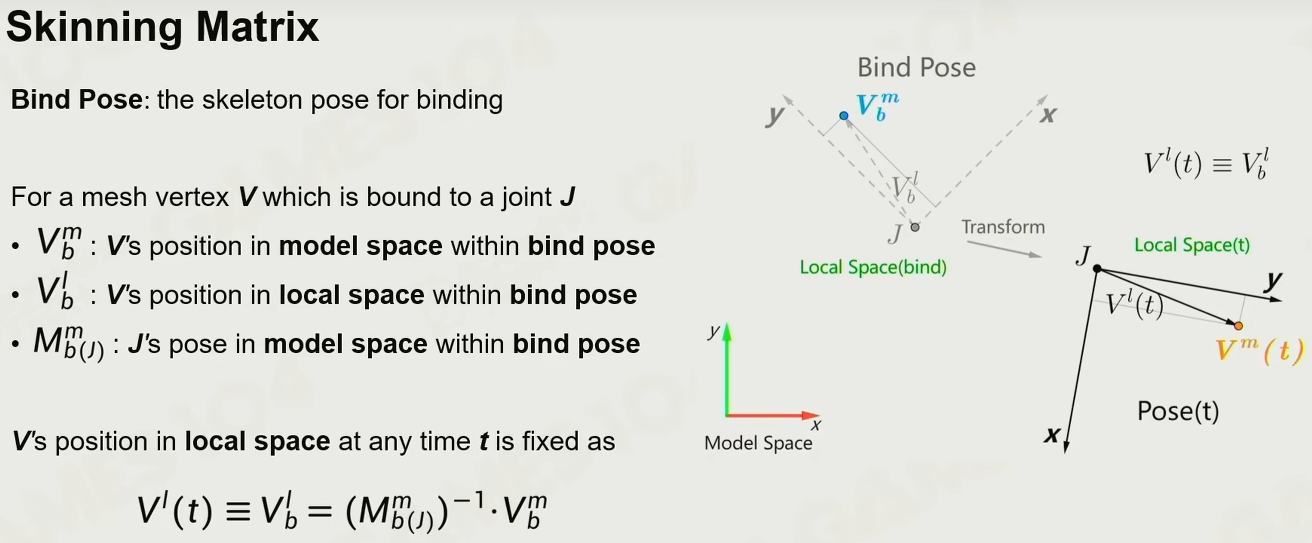 Skinning Matrix
Bind Pose: the skeleton pose for binding
For a mesh vertex V which is bound to a joint J
• V_b^m : V's position in model space within bind pose
• V_b^l : V's position in local space within bind pose
• M_{b(J)}^m : J's pose in model space within bind pose
V's position in local space at any time t is fixed as
V^l(t) ≡ V_b^l = (M_{b(J)}^m)^{-1} · V_b^m
Bind Pose
y
V_b^m
x
V_b^l
J
Transform
Local Space(bind)
V^l(t) ≡ V_b^l
J
Local Space(t)
y
V^l(t)
V^m(t)
Pose(t)
x
y
x
Model Space